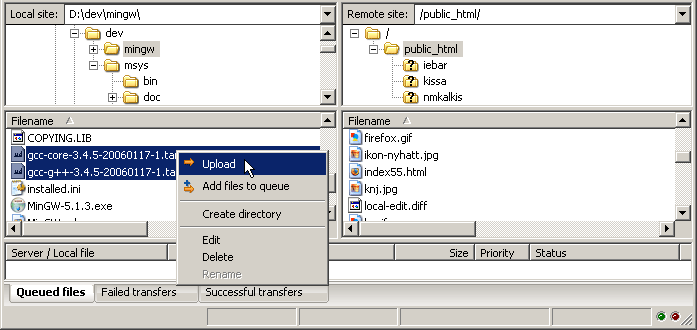 Local site: D:\dev\mingw\
dev
mingw
msys
bin
doc
Filename
COPYING.LIB
gcc-core-3.4.5-20060117-1.ta
gcc-g++-3.4.5-20060117-1.ta
installed.ini
MinGW-5.1.3.exe
Remote site: /public_html/
/
public_html
iebar
kissa
nmkalkis
Filename
firefox.gif
ikon-nyhatt.jpg
index55.html
knj.jpg
local-edit.diff
Upload
Add files to queue
Create directory
Edit
Delete
Rename
Server / Local file Size Priority Status
Queued files Failed transfers Successful transfers